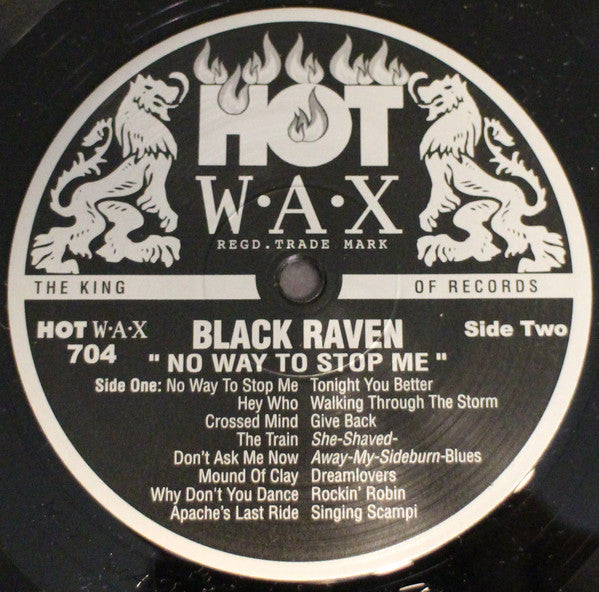 HOT
W·A·X
REGD. TRADE MARK
THE KING OF RECORDS
HOT W·A·X
704
BLACK RAVEN
Side Two
" NO WAY TO STOP ME "
Side One: No Way To Stop Me
Hey Who
Crossed Mind
The Train
Don't Ask Me Now
Mound Of Clay
Why Don't You Dance
Apache's Last Ride
Tonight You Better
Walking Through The Storm
Give Back
She-Shaved-
Away-My-Sideburn-Blues
Dreamlovers
Rockin' Robin
Singing Scampi